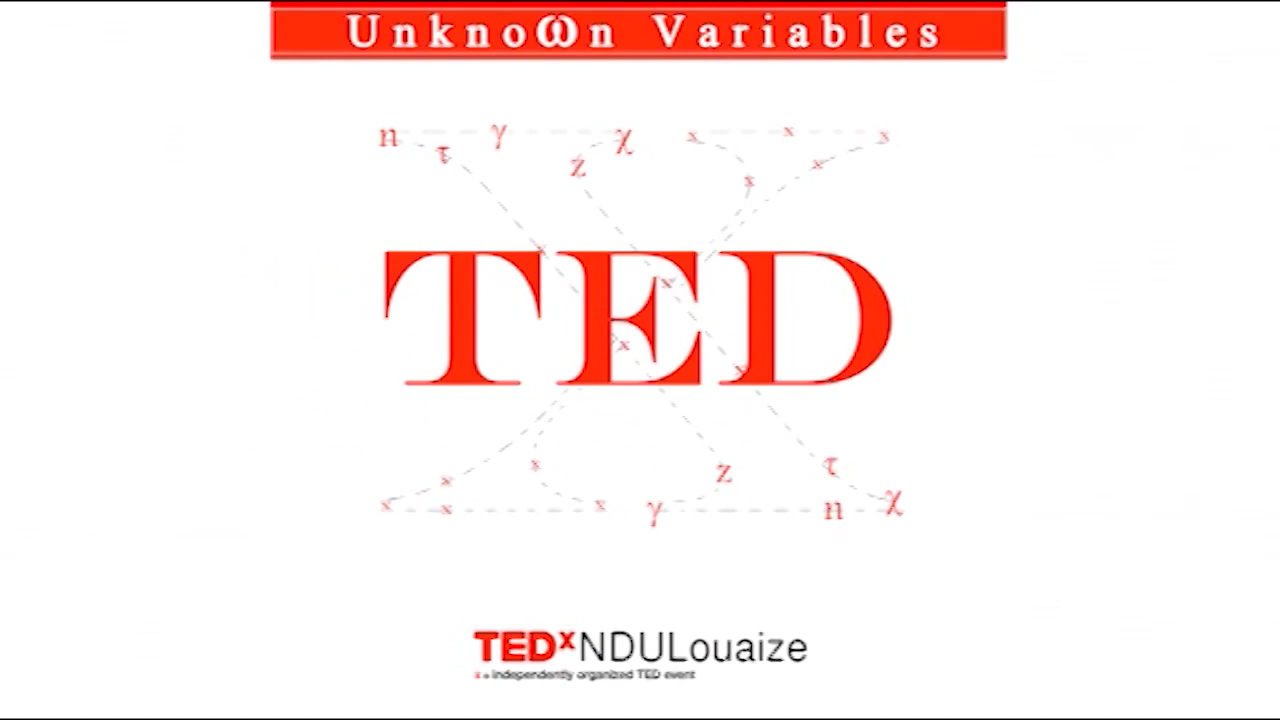 Unknoωn Variables
n γ χ x x x
τ z x x
x
TED
x
x
x
x z τ
x x x γ n χ
TEDxNDULouaize
x = independently organized TED event